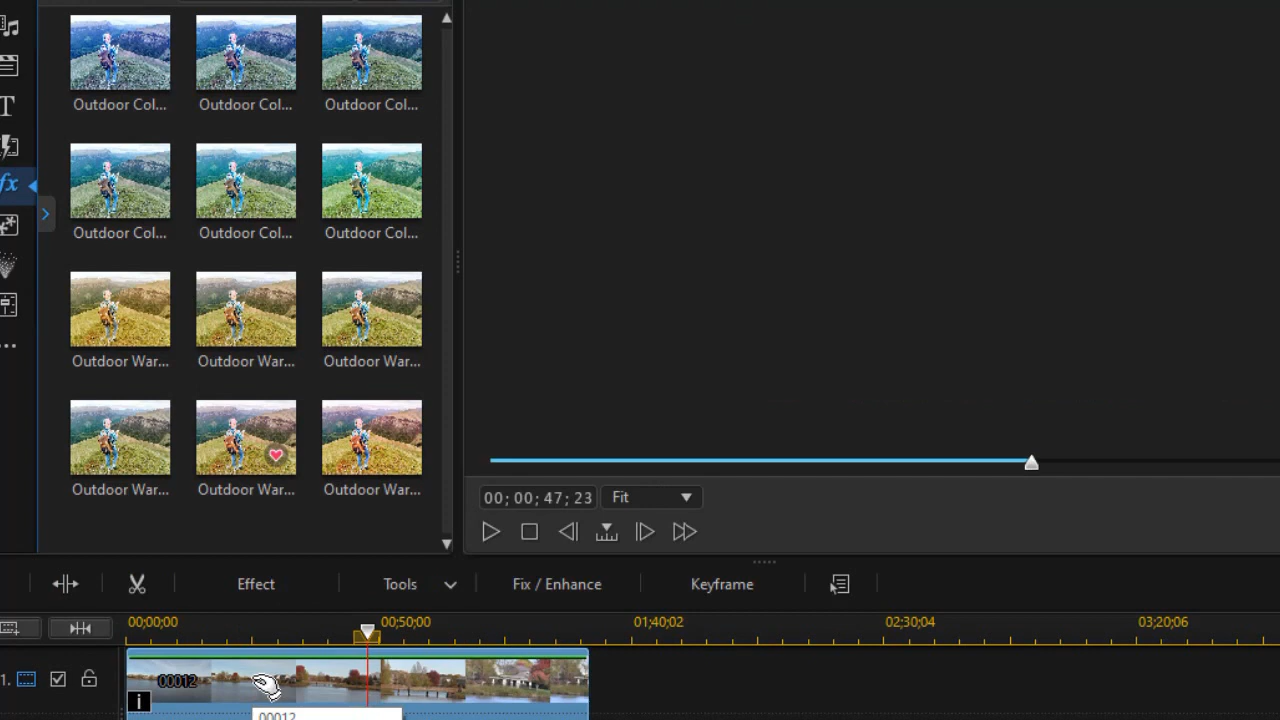 Outdoor Col... Outdoor Col... Outdoor Col...
T
Outdoor Col... Outdoor Col... Outdoor Col...
fx
Outdoor War... Outdoor War... Outdoor War...
Outdoor War... Outdoor War... Outdoor War...
00; 00; 47; 23 Fit
Effect Tools Fix / Enhance Keyframe
00;00;00 00;50;00 01;40;02 02;30;04 03;20;06
1. 00012
i
00012